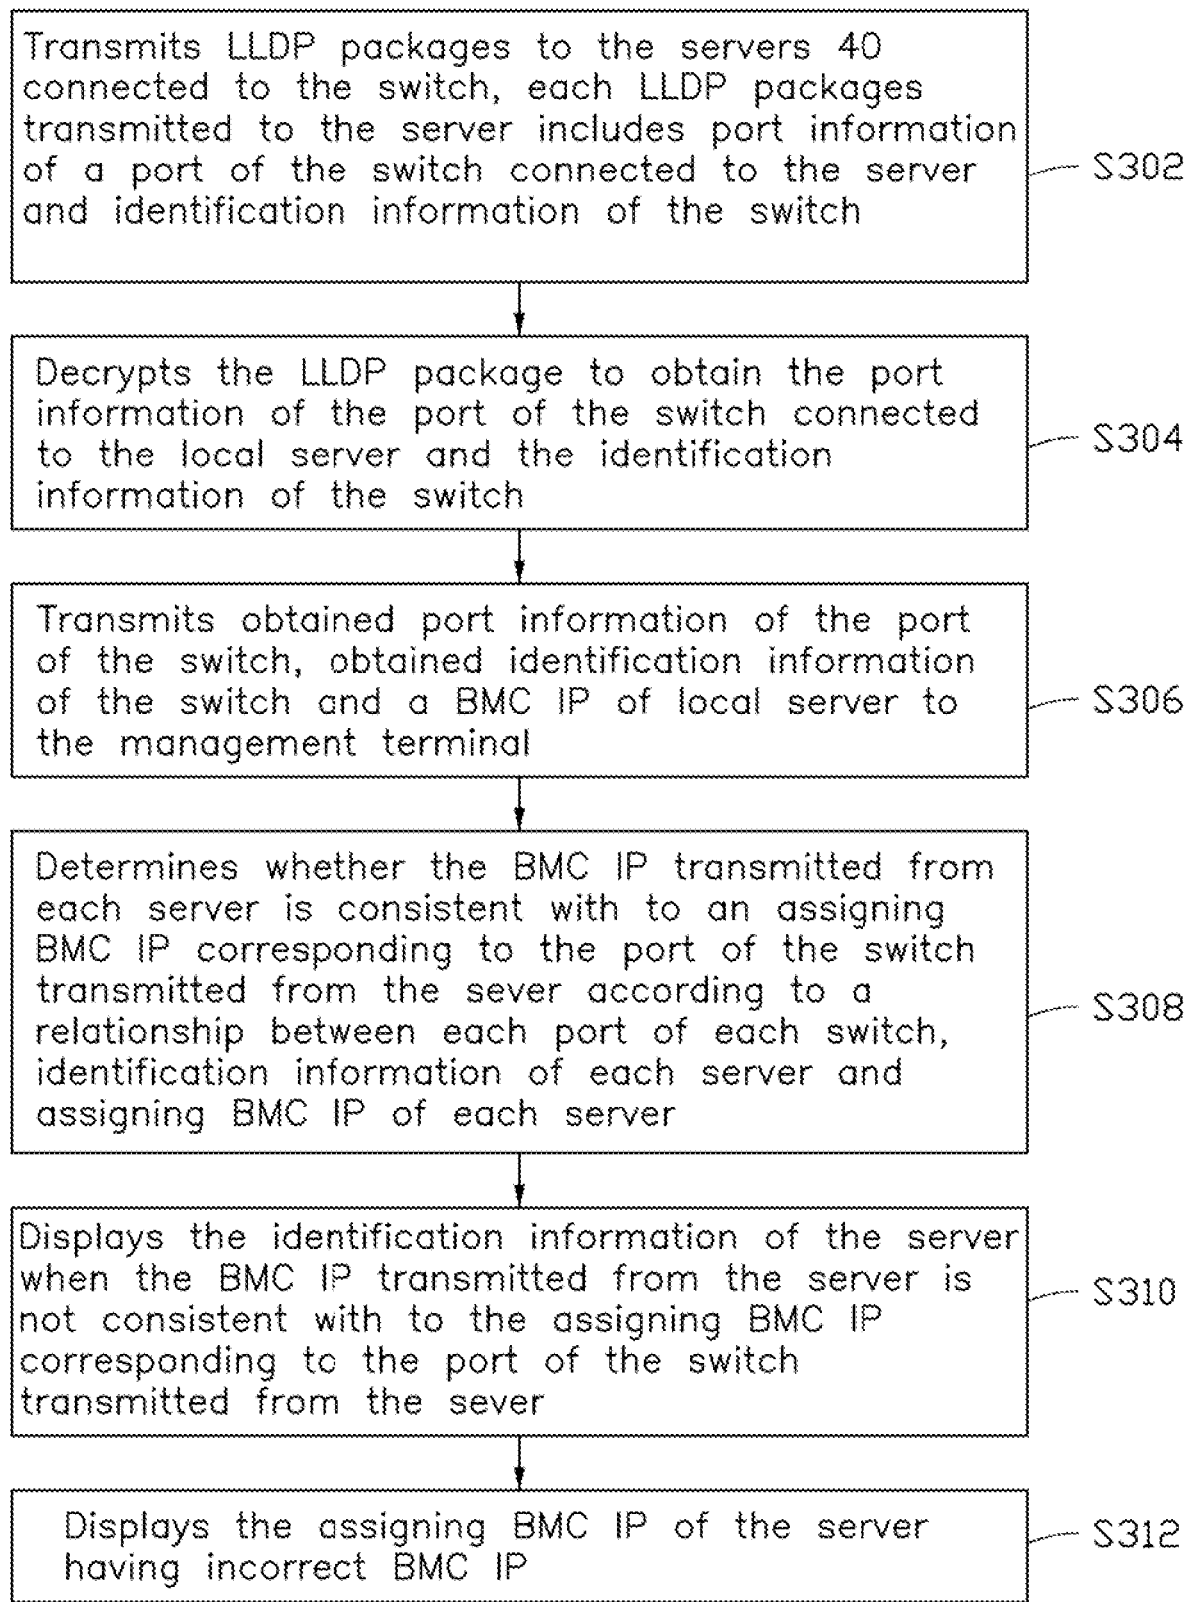 Transmits LLDP packages to the servers 40
connected to the switch, each LLDP packages
transmitted to the server includes port information
of a port of the switch connected to the server
and identification information of the switch
S302
Decrypts the LLDP package to obtain the port
information of the port of the switch connected
to the local server and the identification
information of the switch
S304
Transmits obtained port information of the port
of the switch, obtained identification information
of the switch and a BMC IP of local server to
the management terminal
S306
Determines whether the BMC IP transmitted from
each server is consistent with to an assigning
BMC IP corresponding to the port of the switch
transmitted from the sever according to a
relationship between each port of each switch,
identification information of each server and
assigning BMC IP of each server
S308
Displays the identification information of the server
when the BMC IP transmitted from the server is
not consistent with to the assigning BMC IP
corresponding to the port of the switch
transmitted from the sever
S310
Displays the assigning BMC IP of the server
having incorrect BMC IP
S312